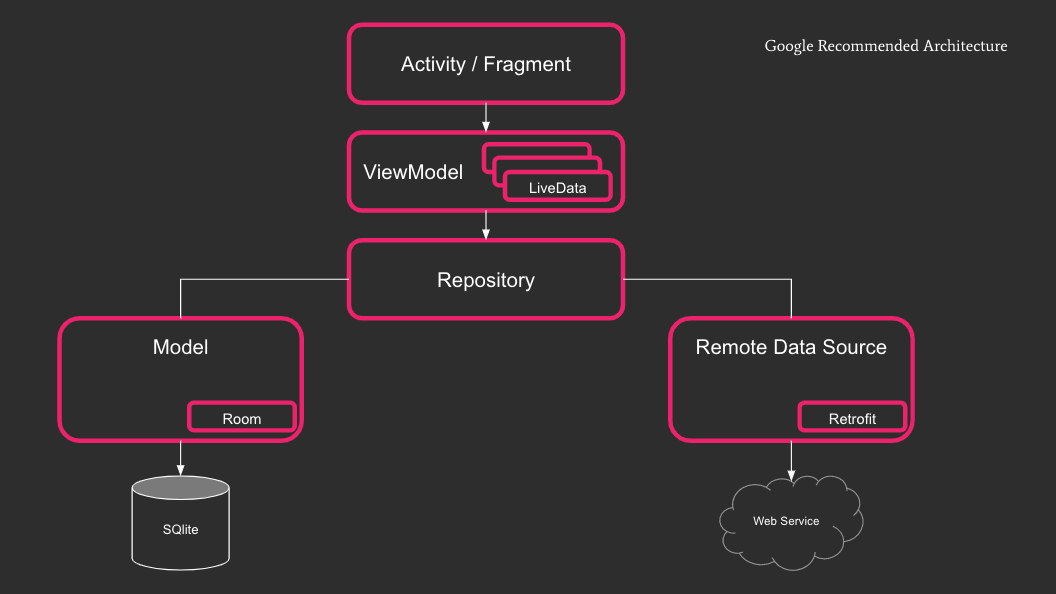 Google Recommended Architecture
Activity / Fragment
ViewModel
LiveData
Repository
Model
Room
Remote Data Source
Retrofit
SQlite
Web Service